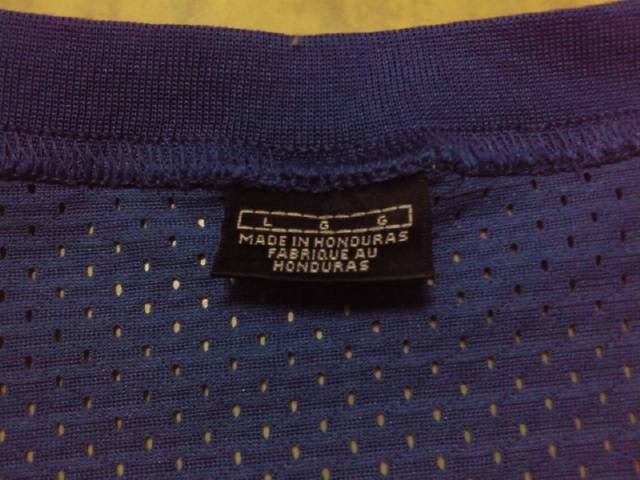 L G G
MADE IN HONDURAS
FABRIQUE AU
HONDURAS